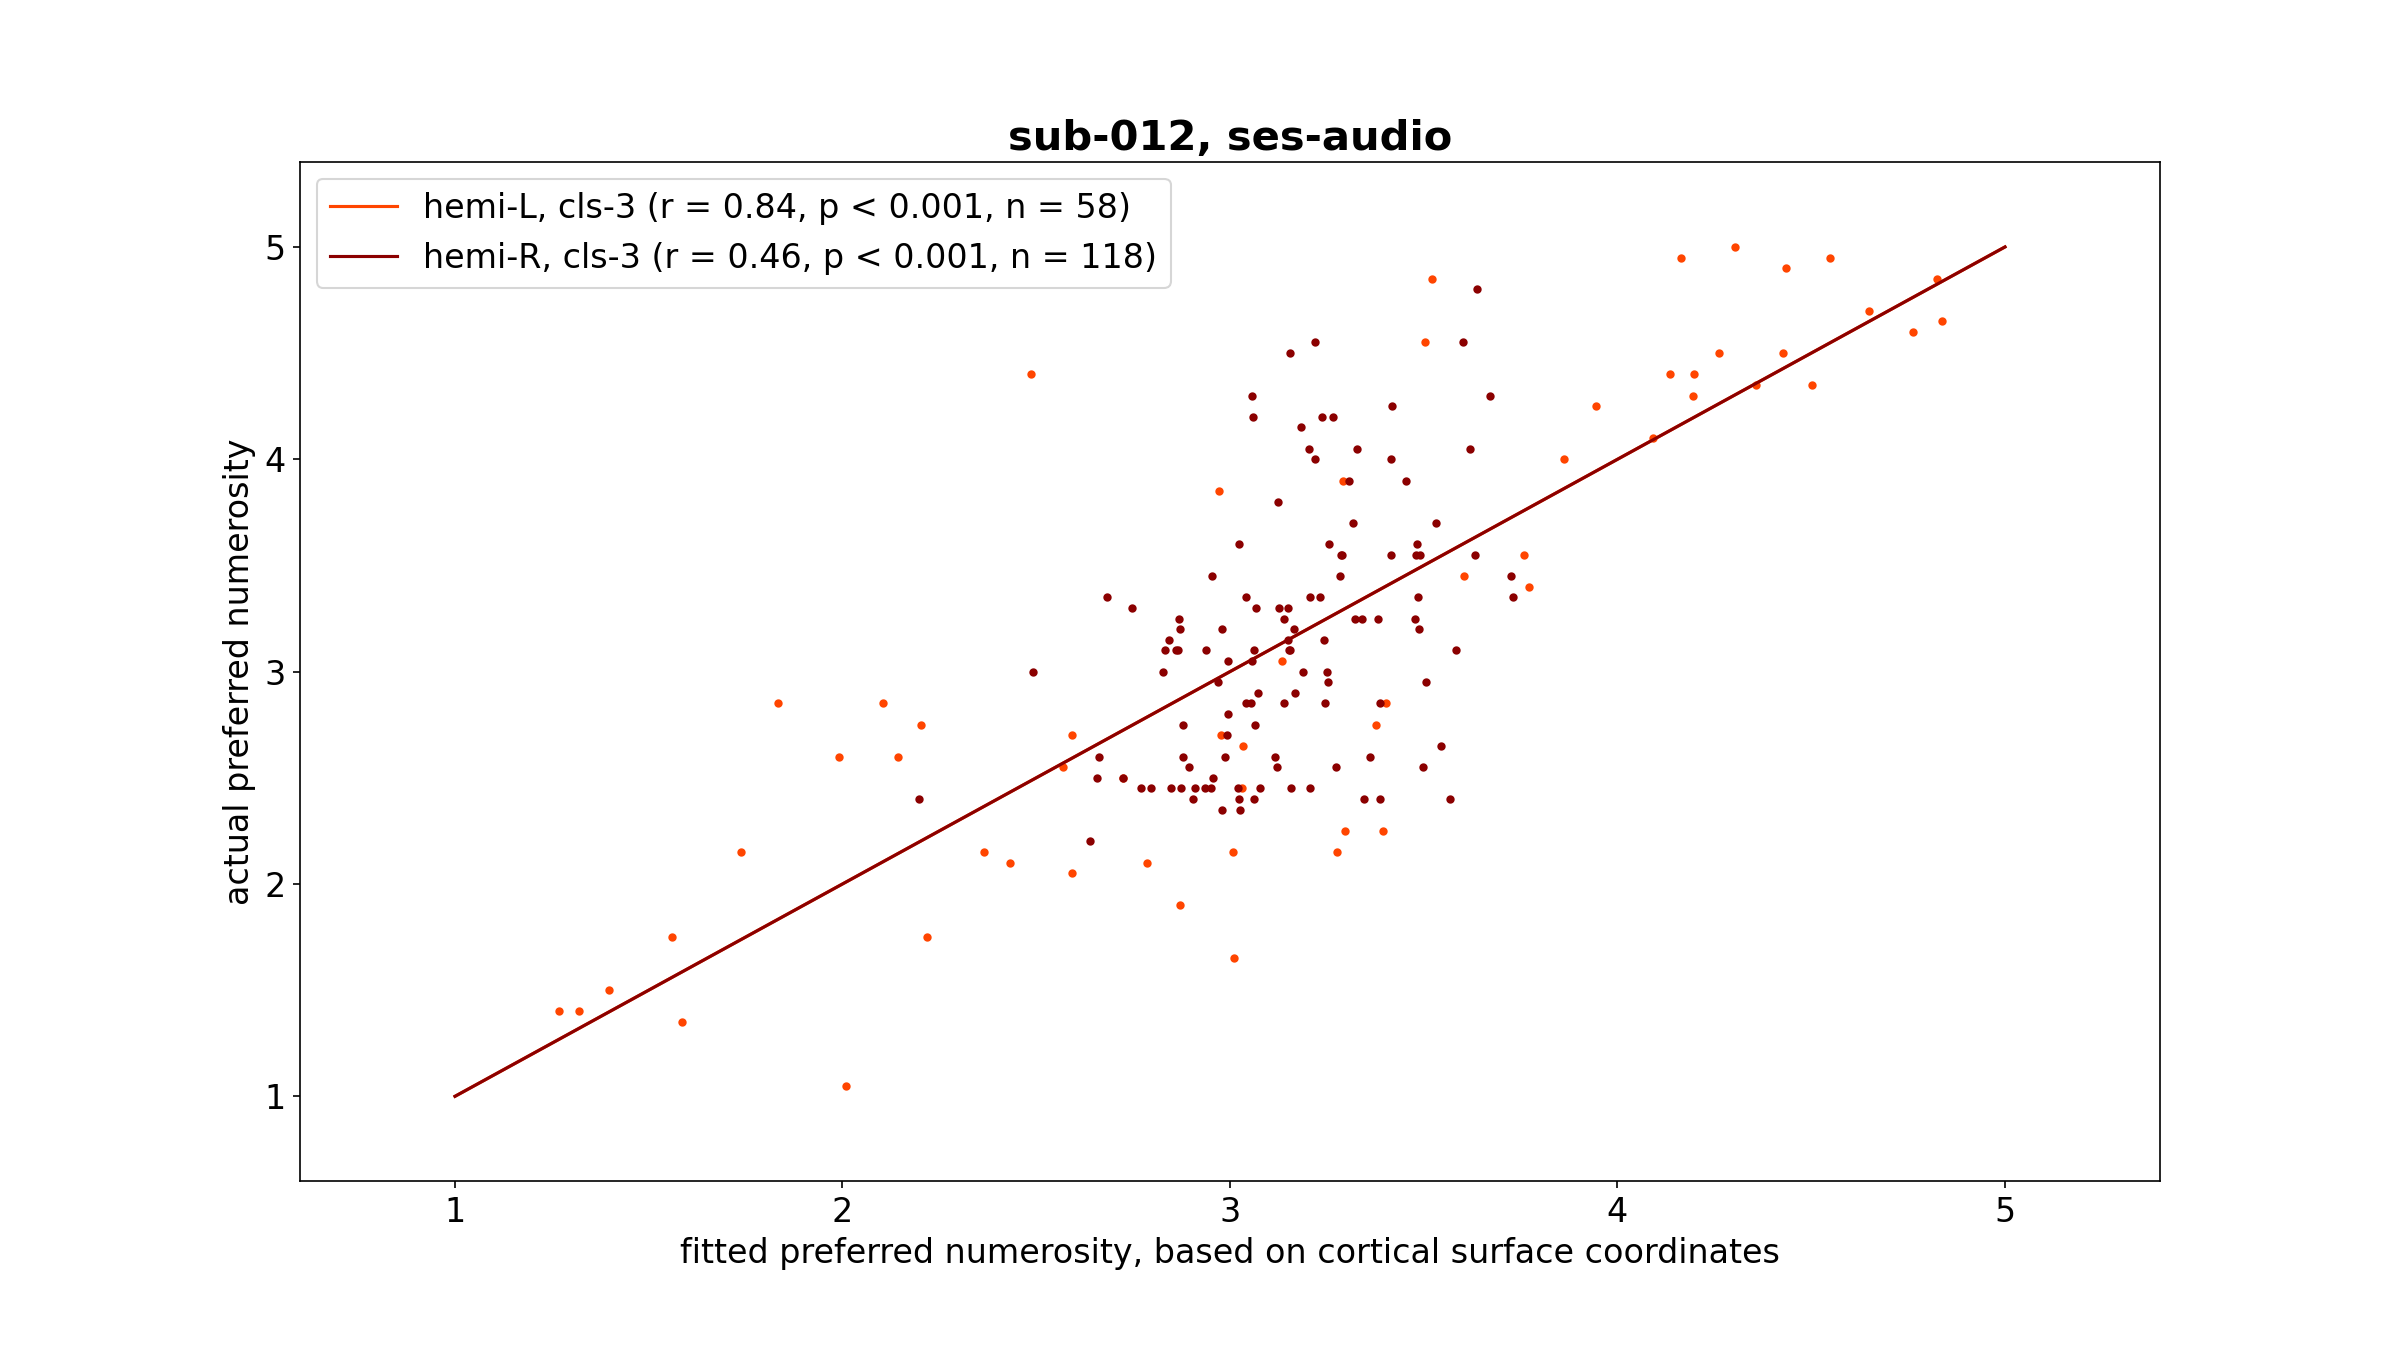 sub-012, ses-audio
hemi-L, cls-3 (r = 0.84, p < 0.001, n = 58)
hemi-R, cls-3 (r = 0.46, p < 0.001, n = 118)
5
4
3
2
1
actual preferred numerosity
1 2 3 4 5
fitted preferred numerosity, based on cortical surface coordinates